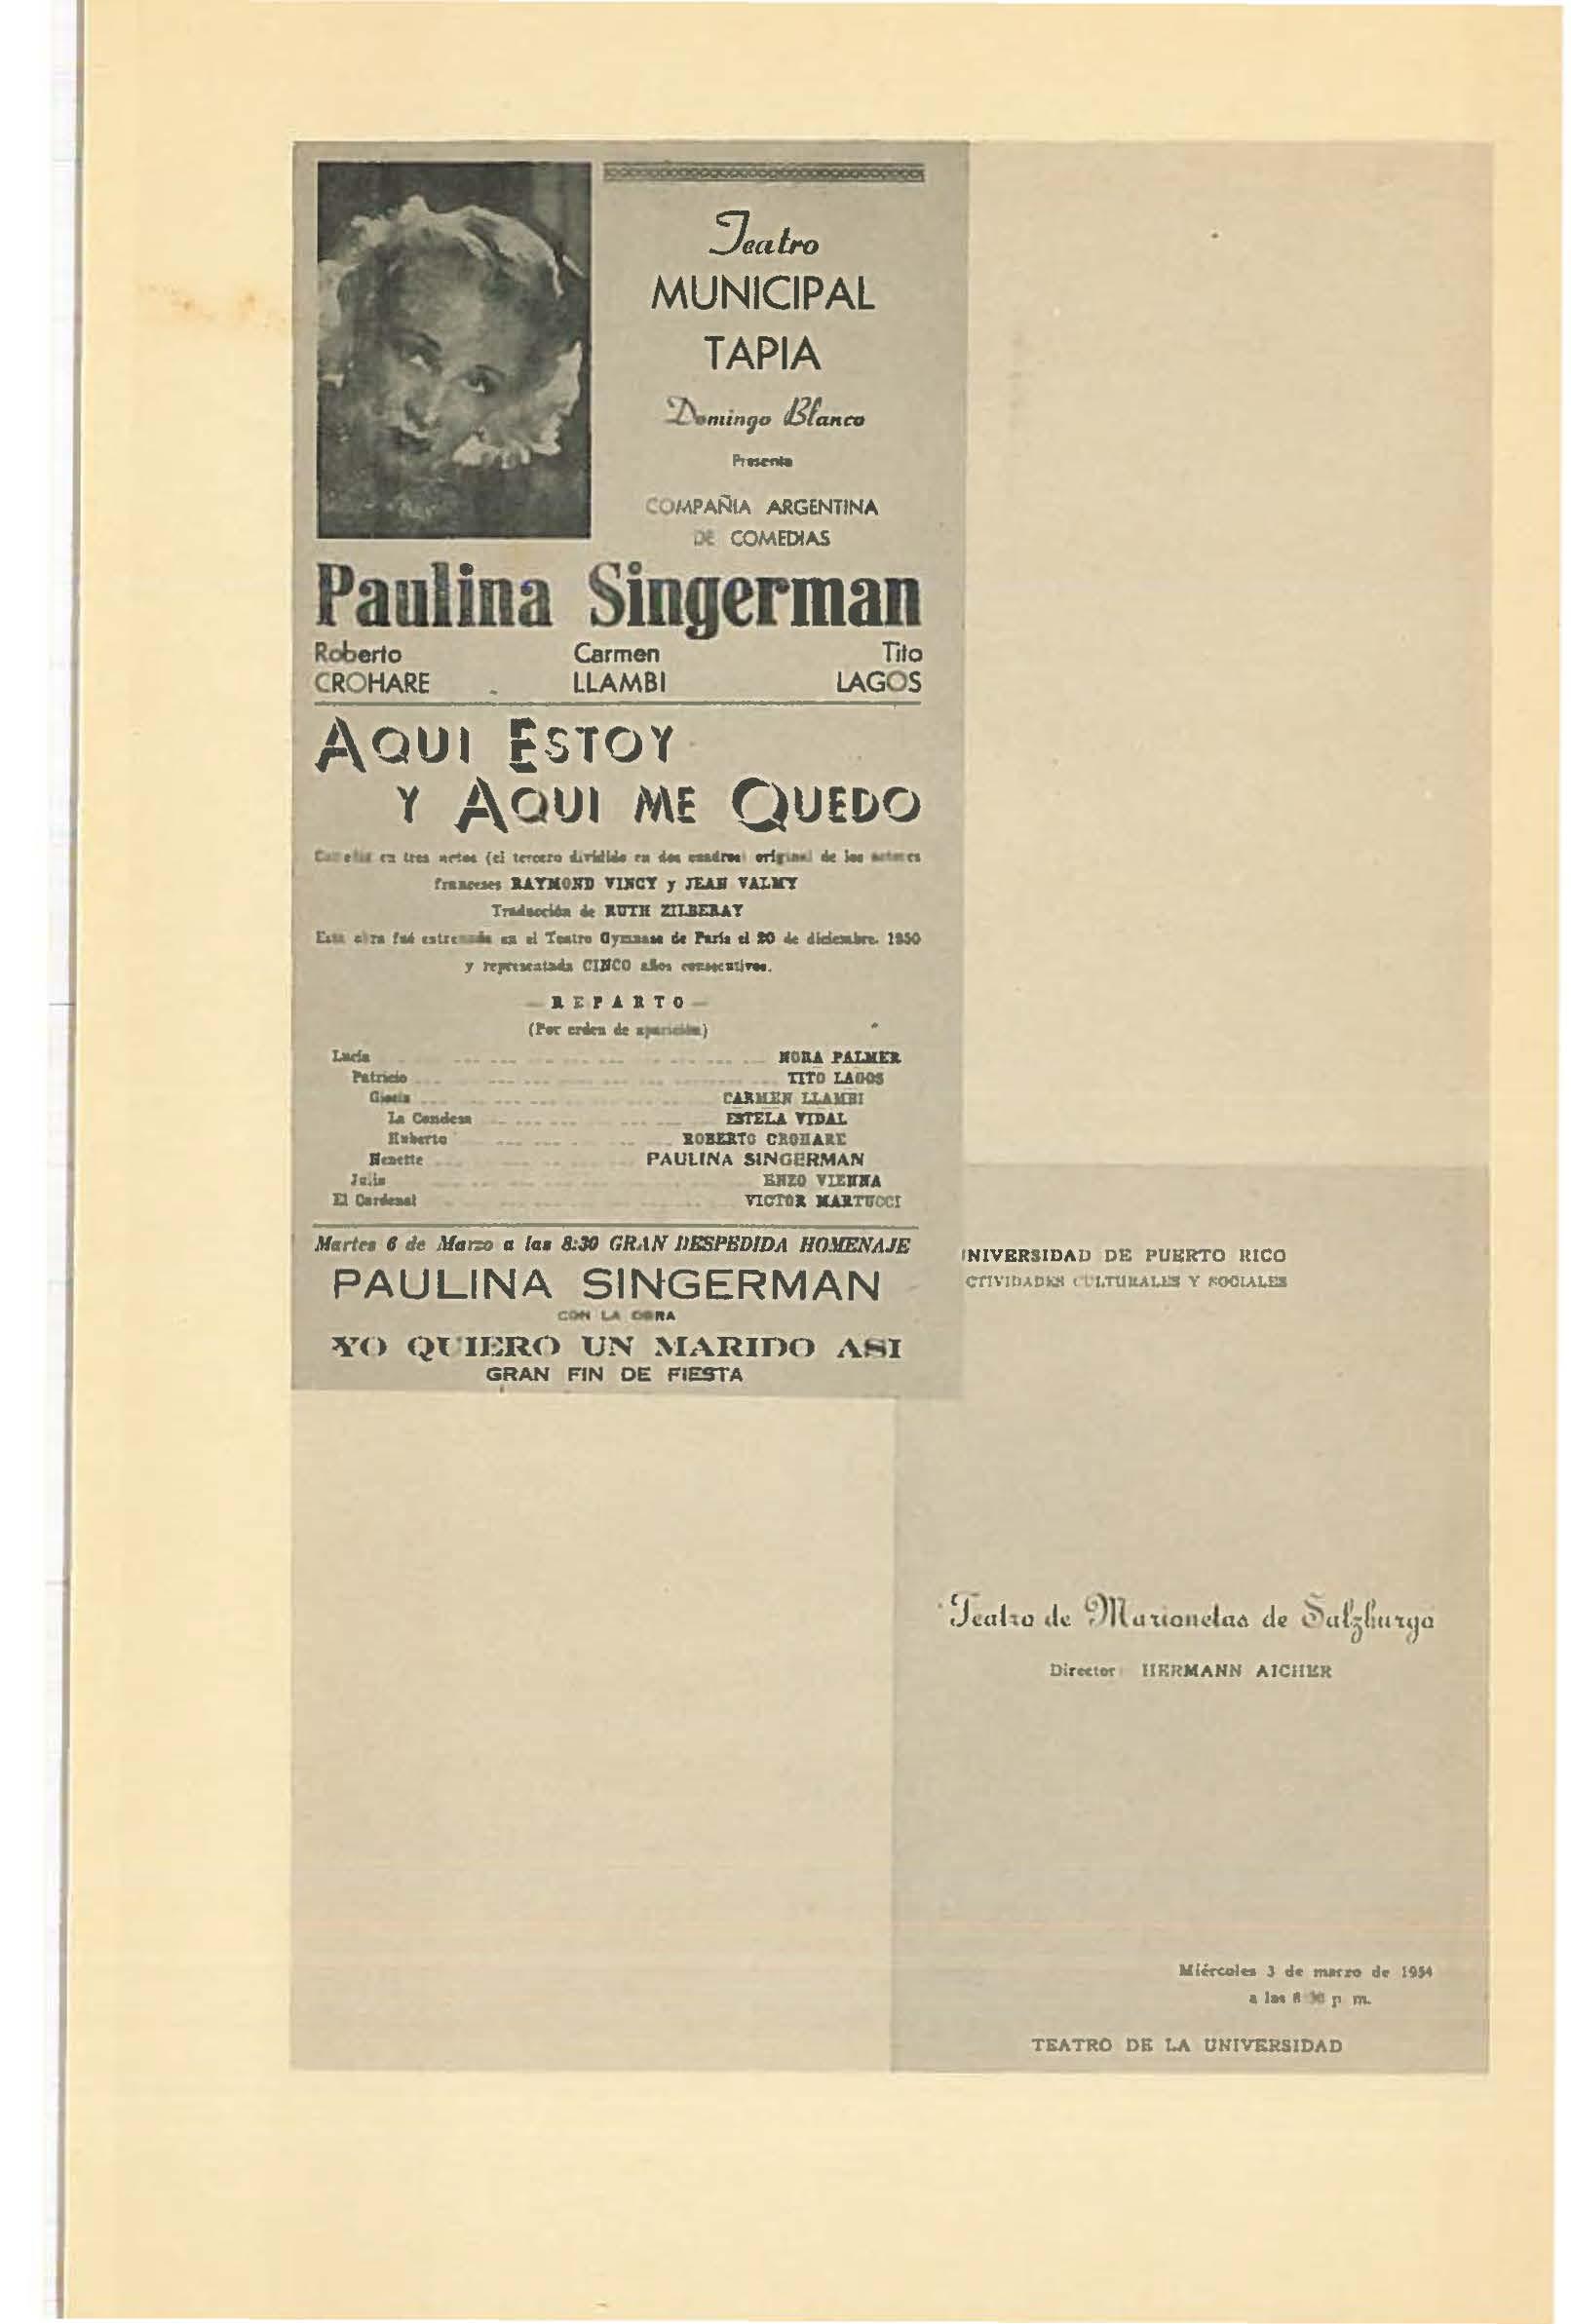 Teatro
MUNICIPAL
TAPIA
Domingo Blanco
Presenta
COMPAÑIA ARGENTINA
DE COMEDIAS
Paulina Singerman
Roberto Carmen Tito
CROHARE LLAMBI LAGOS
AQUI ESTOY
Y AQUI ME QUEDO
en tres actos (el tercero dividido en dos cuadros) original de los
franceses RAYMOND VINCY y JEAN VALMY
Traducción de RUTH ZILBERAY
Esta obra fué estrenada en el Teatro Gymnase de París el 20 de diciembre. 1950
y representada CINCO años consecutivos.
— REPARTO —
(Por orden de aparición)
Lucía NORA PALMER
Patricio TITO LAGOS
Gisela CARMEN LLAMBI
La Condesa ESTELA VIDAL
Huberto ROBERTO CROHARE
Nenette PAULINA SINGERMAN
ENZO VIENNA
El Cardenal VICTOR MARTUCCI
Martes 6 de Marzo a las 8:30 GRAN DESPEDIDA HOMENAJE
PAULINA SINGERMAN
CON LA OBRA
YO QUIERO UN MARIDO ASI
GRAN FIN DE FIESTA
NIVERSIDAD DE PUERTO RICO
CTIVIDADES CULTURALES Y SOCIALES
Teatro de Marionetas de Salzburgo
Director: HERMANN AICHER
Miércoles 3 de marzo de 1954
a las 8:30 p m.
TEATRO DE LA UNIVERSIDAD